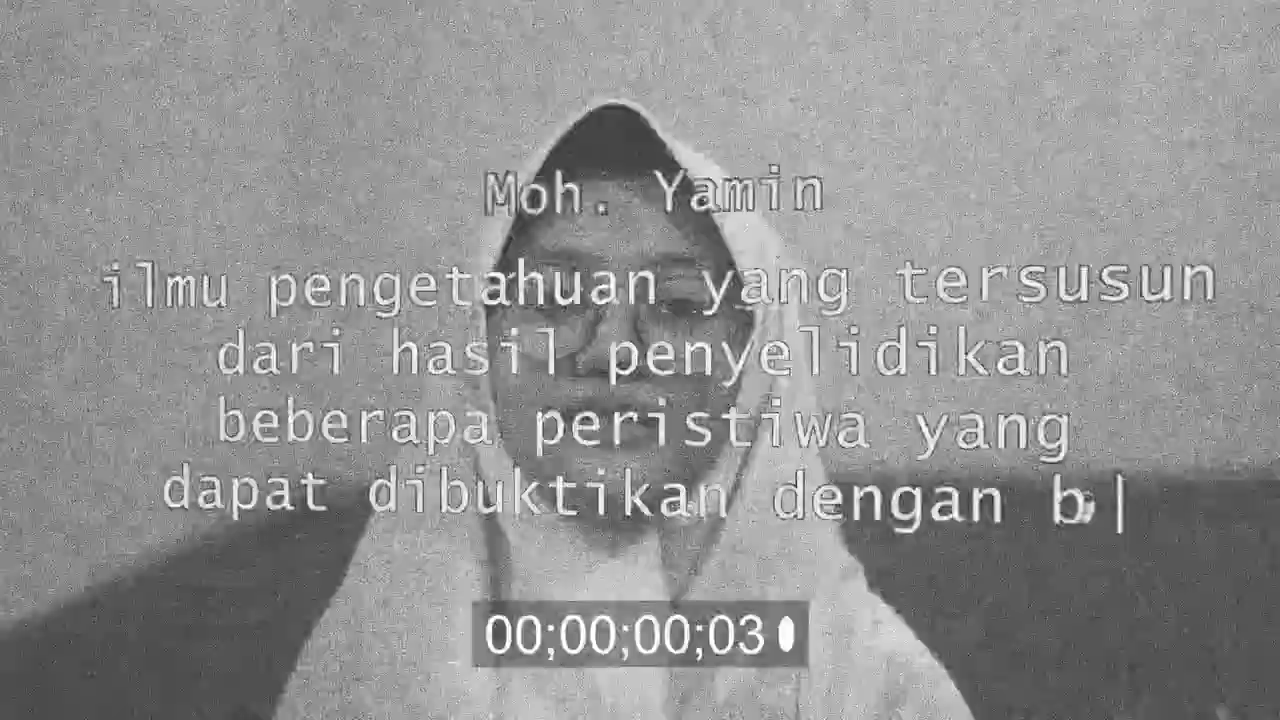 Moh. Yamin
ilmu pengetahuan yang tersusun
dari hasil penyelidikan
beberapa peristiwa yang
dapat dibuktikan dengan b|
00;00;00;03